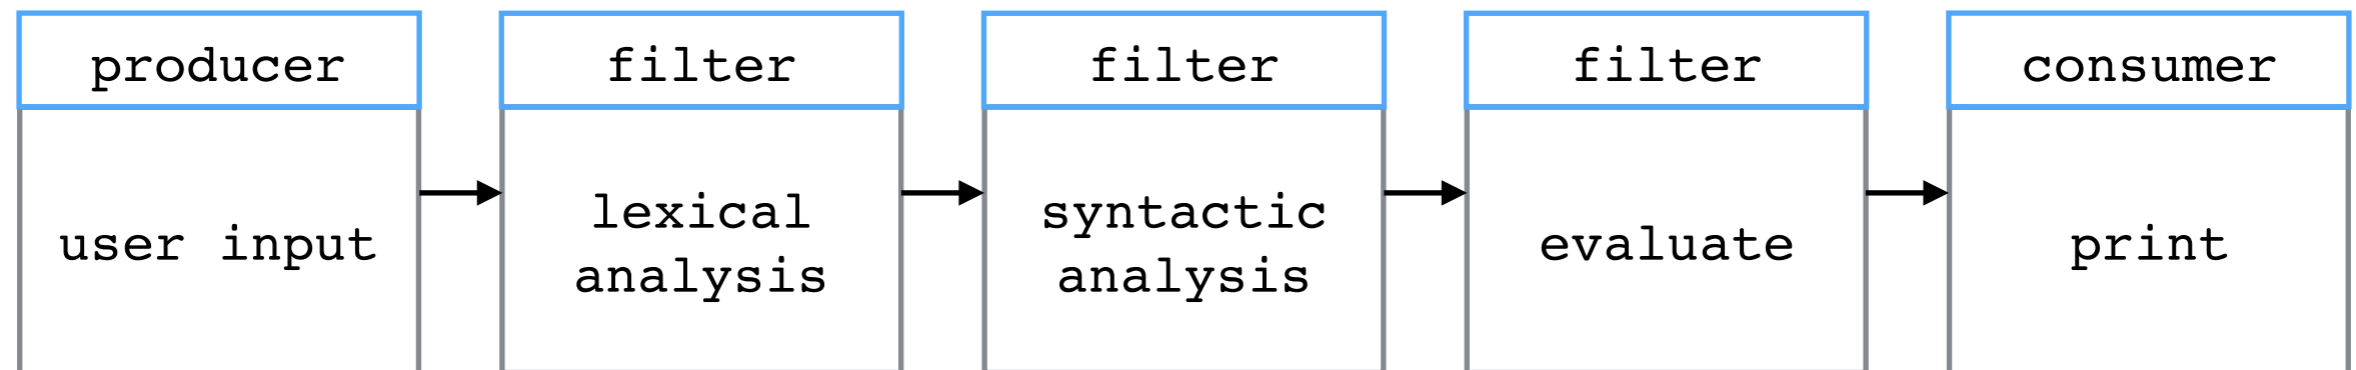 producer
filter
filter
filter
consumer
user input
lexical
analysis
syntactic
analysis
evaluate
print